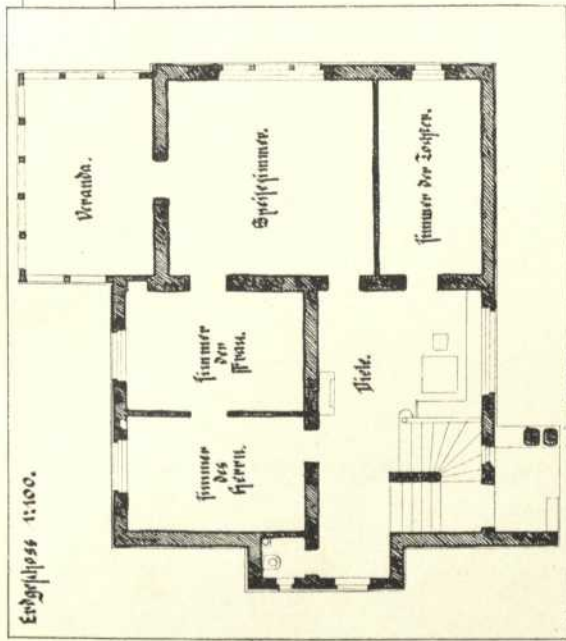 Erdgeschoss 1:100.
Veranda.
Speisezimmer.
Zimmer der Tochter.
Zimmer
der
Frau.
Zimmer
des
Herrn.
Diele.